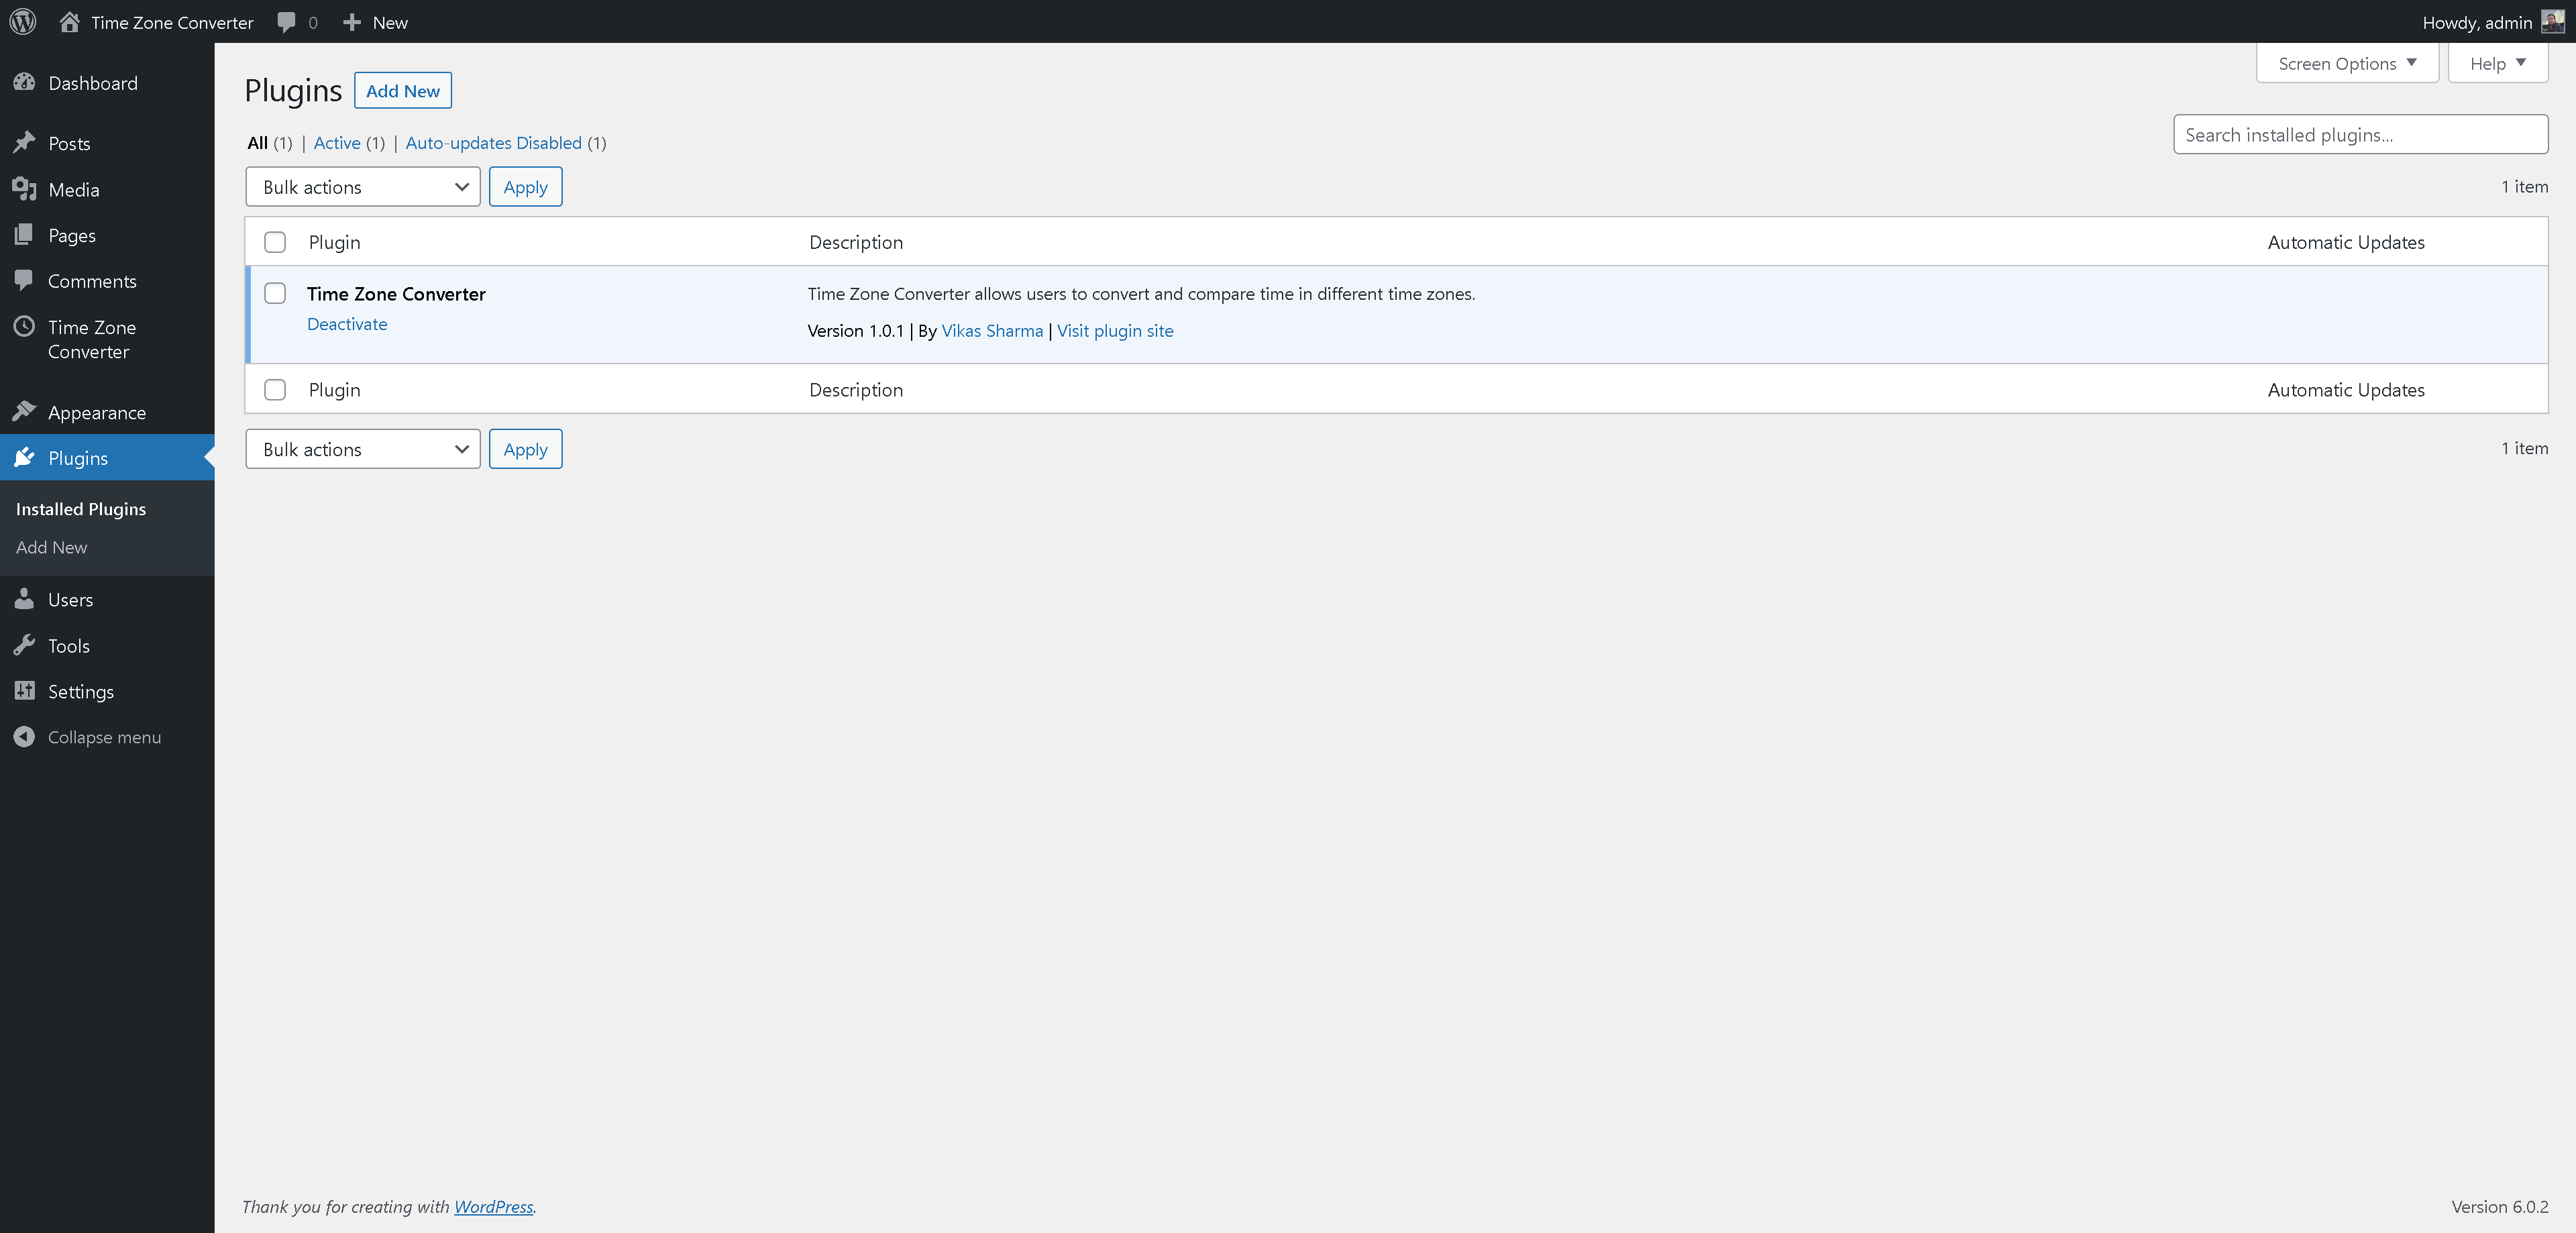 Time Zone Converter 0 New Howdy, admin
Dashboard
Posts
Media
Pages
Comments
Time Zone
Converter
Appearance
Plugins
Installed Plugins
Add New
Users
Tools
Settings
Collapse menu
Screen Options Help
Plugins Add New
All (1) | Active (1) | Auto-updates Disabled (1)
Search installed plugins...
Bulk actions Apply 1 item
Plugin Description Automatic Updates
Time Zone Converter Time Zone Converter allows users to convert and compare time in different time zones.
Deactivate Version 1.0.1 | By Vikas Sharma | Visit plugin site
Plugin Description Automatic Updates
Bulk actions Apply 1 item
Thank you for creating with WordPress. Version 6.0.2